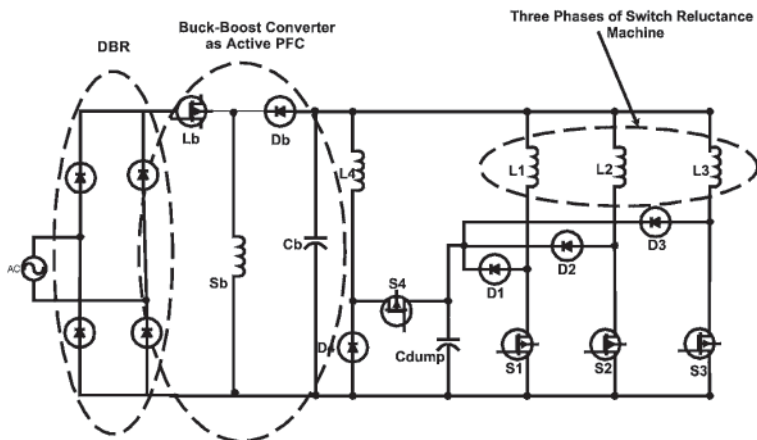 Buck-Boost Converter
as Active PFC
Three Phases of Switch Reluctance
Machine
DBR
Lb
Db
L4
L1
L2
L3
D3
AC
Sb
Cb
S4
D1
D2
Cdump
S1
S2
S3